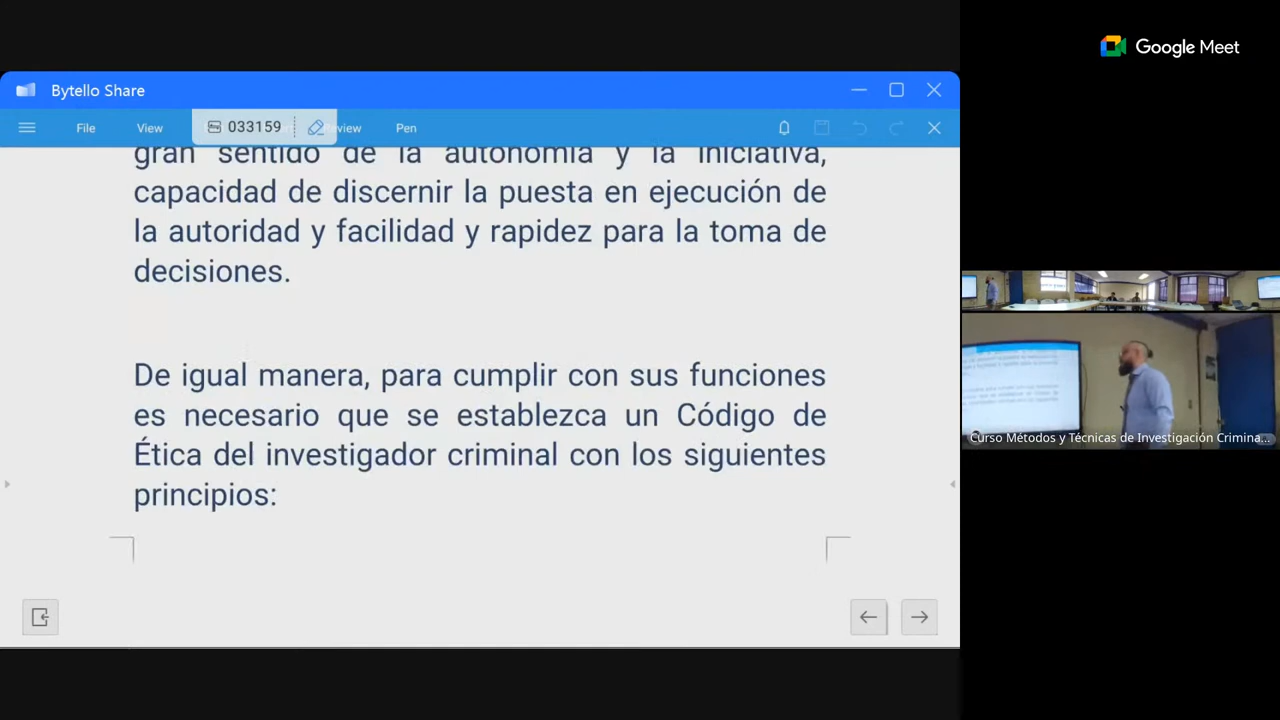 Google Meet
Bytello Share
File View 033159 Review Pen
gran sentido de la autonomía y la iniciativa,
capacidad de discernir la puesta en ejecución de
la autoridad y facilidad y rapidez para la toma de
decisiones.
De igual manera, para cumplir con sus funciones
es necesario que se establezca un Código de
Ética del investigador criminal con los siguientes
principios:
Curso Métodos y Técnicas de Investigación Crimina...